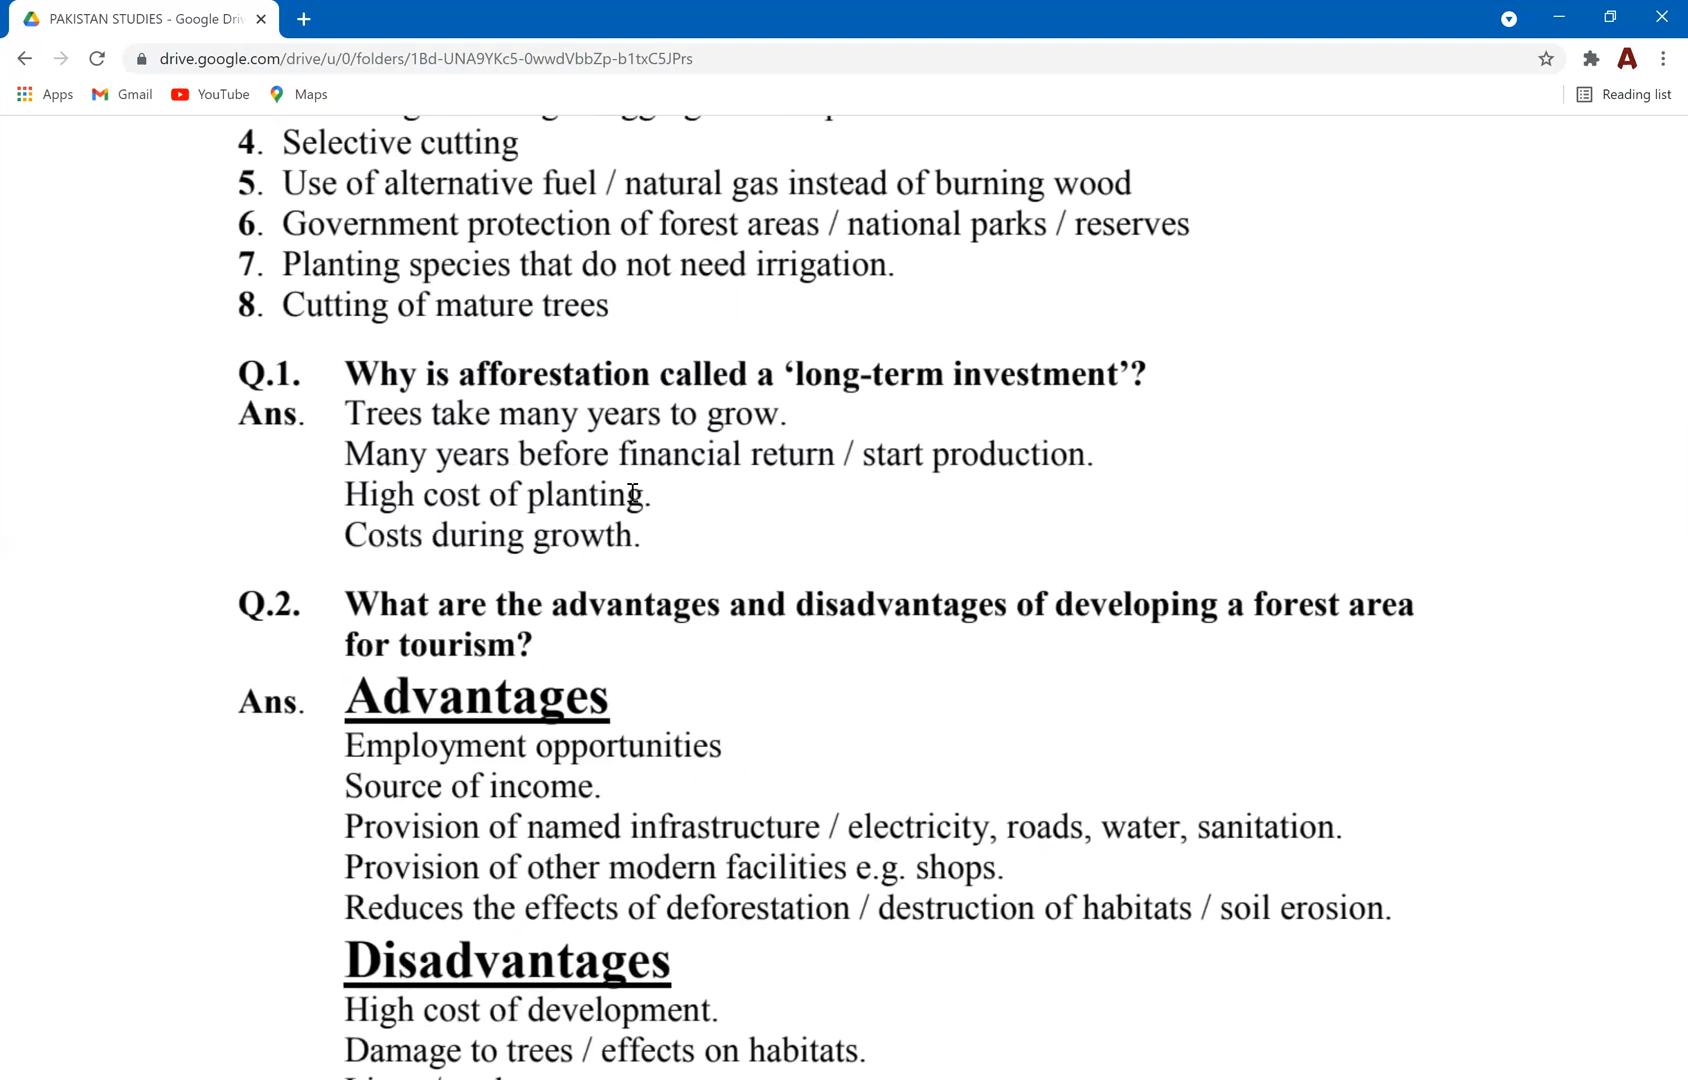 PAKISTAN STUDIES - Google Driv
drive.google.com/drive/u/0/folders/1Bd-UNA9YKc5-0wwdVbbZp-b1txC5JPrs
Apps Gmail YouTube Maps Reading list
4. Selective cutting
5. Use of alternative fuel / natural gas instead of burning wood
6. Government protection of forest areas / national parks / reserves
7. Planting species that do not need irrigation.
8. Cutting of mature trees
Q.1. Why is afforestation called a ‘long-term investment’?
Ans. Trees take many years to grow.
Many years before financial return / start production.
High cost of planting.
Costs during growth.
Q.2. What are the advantages and disadvantages of developing a forest area
for tourism?
Ans. Advantages
Employment opportunities
Source of income.
Provision of named infrastructure / electricity, roads, water, sanitation.
Provision of other modern facilities e.g. shops.
Reduces the effects of deforestation / destruction of habitats / soil erosion.
Disadvantages
High cost of development.
Damage to trees / effects on habitats.